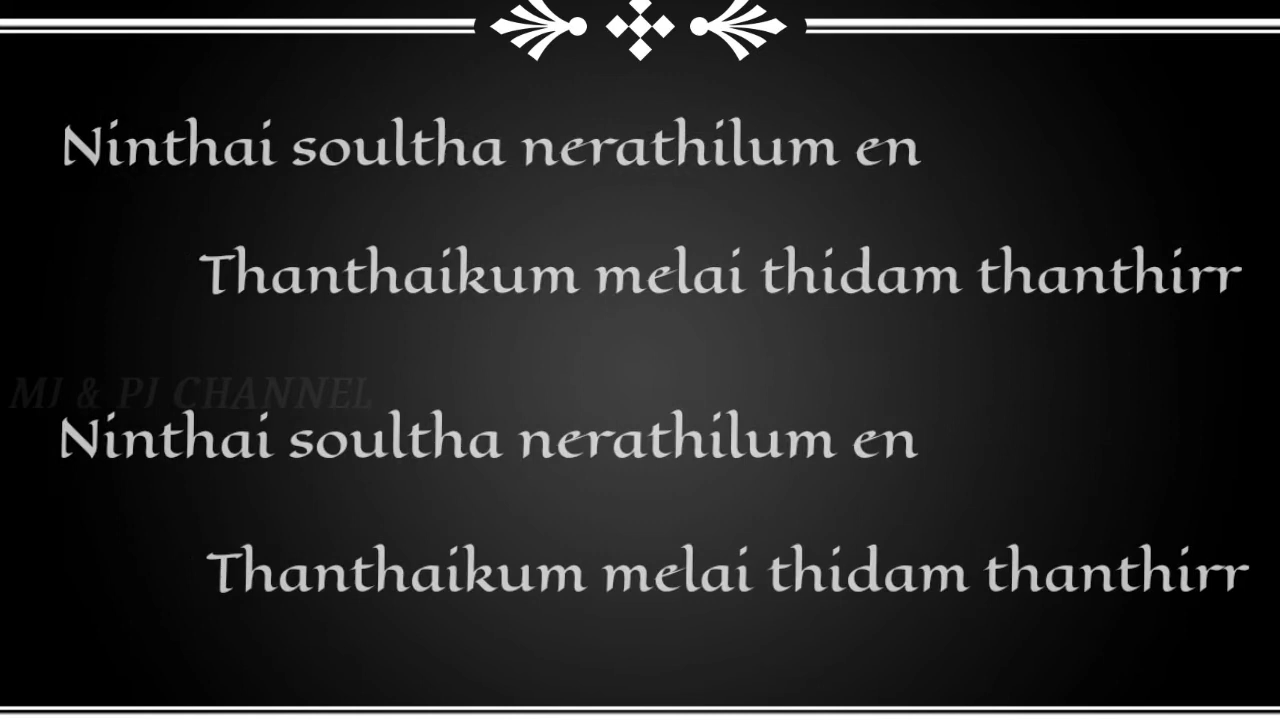 Ninthai soultha nerathilum en
Thanthaikum melai thidam thanthirr
MJ & PJ CHANNEL
Ninthai soultha nerathilum en
Thanthaikum melai thidam thanthirr